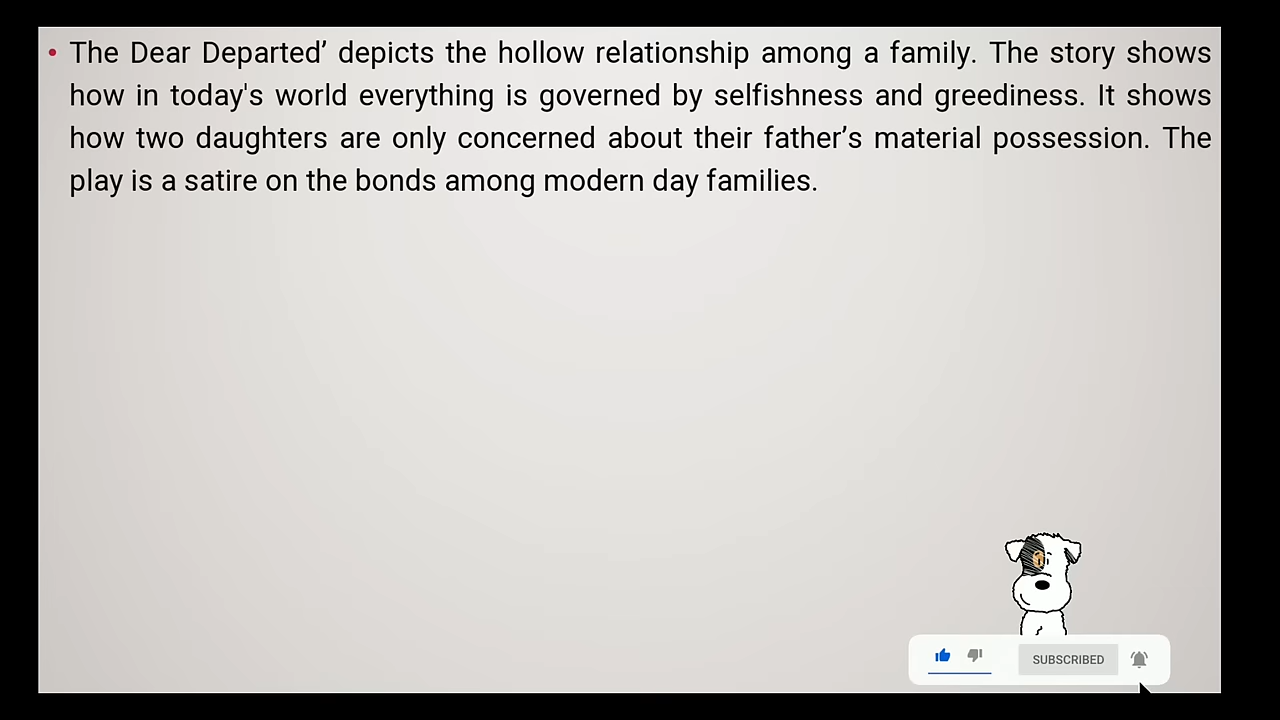 • The Dear Departed’ depicts the hollow relationship among a family. The story shows
how in today's world everything is governed by selfishness and greediness. It shows
how two daughters are only concerned about their father’s material possession. The
play is a satire on the bonds among modern day families.
SUBSCRIBED